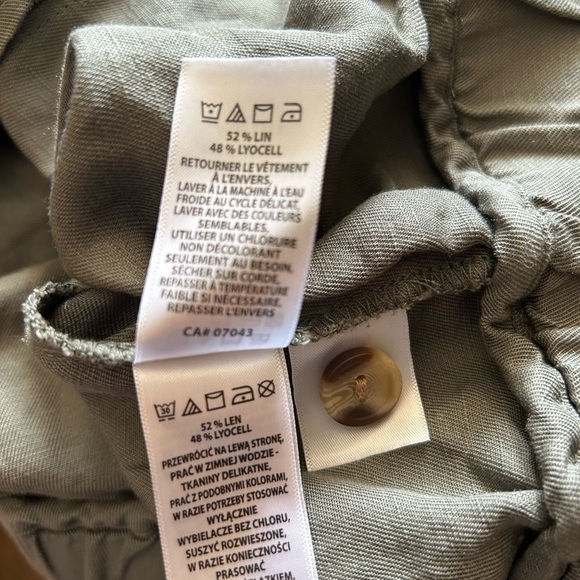 52 % LIN
48 % LYOCELL
RETOURNER LE VÊTEMENT
À L'ENVERS,
LAVER À LA MACHINE À L'EAU
FROIDE AU CYCLE DÉLICAT.
LAVER AVEC DES COULEURS
SEMBLABLES.
UTILISER UN CHLORURE
NON DÉCOLORANT
SEULEMENT AU BESOIN,
SÉCHER SUR CORDE,
REPASSER À TEMPÉRATURE
FAIBLE SI NÉCESSAIRE.
REPASSER L'ENVERS
CA# 07043
30
52 % LEN
48 % LYOCELL
PRZEWRÓCIĆ NA LEWĄ STRONĘ,
PRAĆ W ZIMNEJ WODZIE -
TKANINY DELIKATNE,
PRAĆ Z PODOBNYMI KOLORAMI,
W RAZIE POTRZEBY STOSOWAĆ
WYŁĄCZNIE
WYBIELACZE BEZ CHLORU,
SUSZYĆ ROZWIESZONE,
W RAZIE KONIECZNOŚCI
PRASOWAĆ